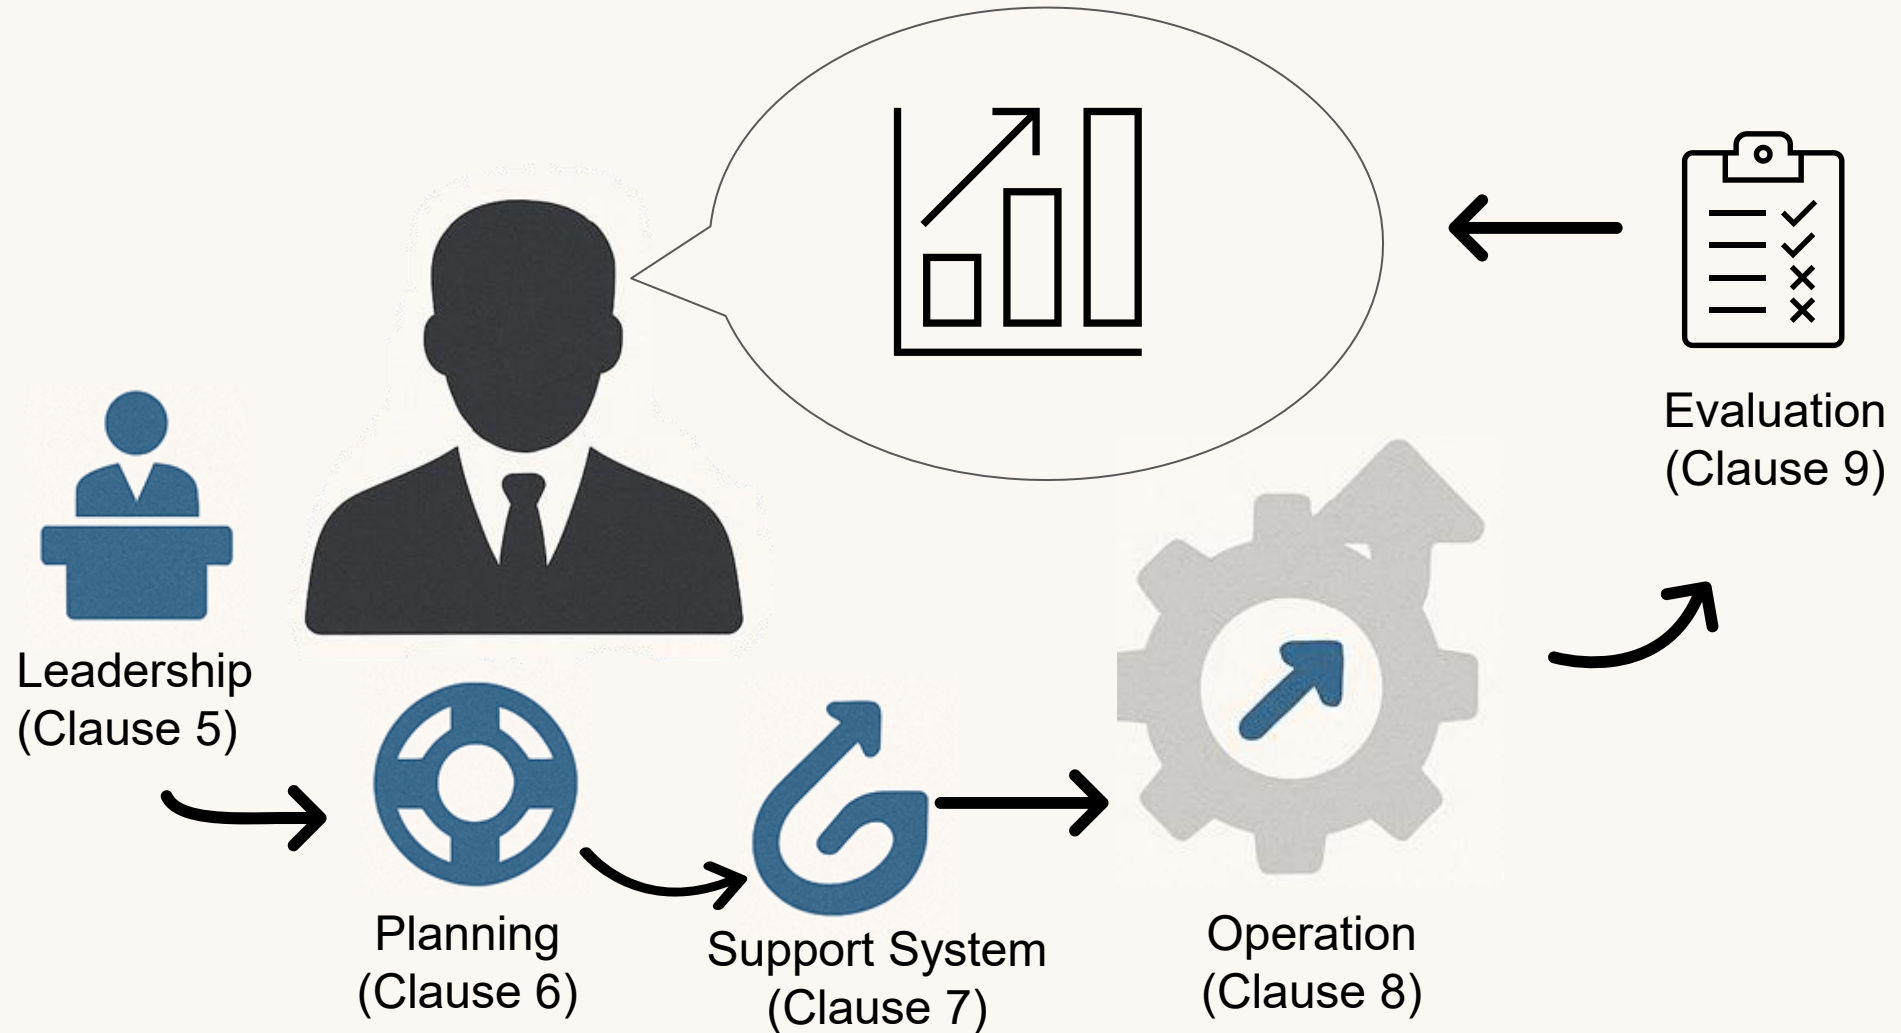 Leadership
(Clause 5)
Planning
(Clause 6)
Support System
(Clause 7)
Operation
(Clause 8)
Evaluation
(Clause 9)